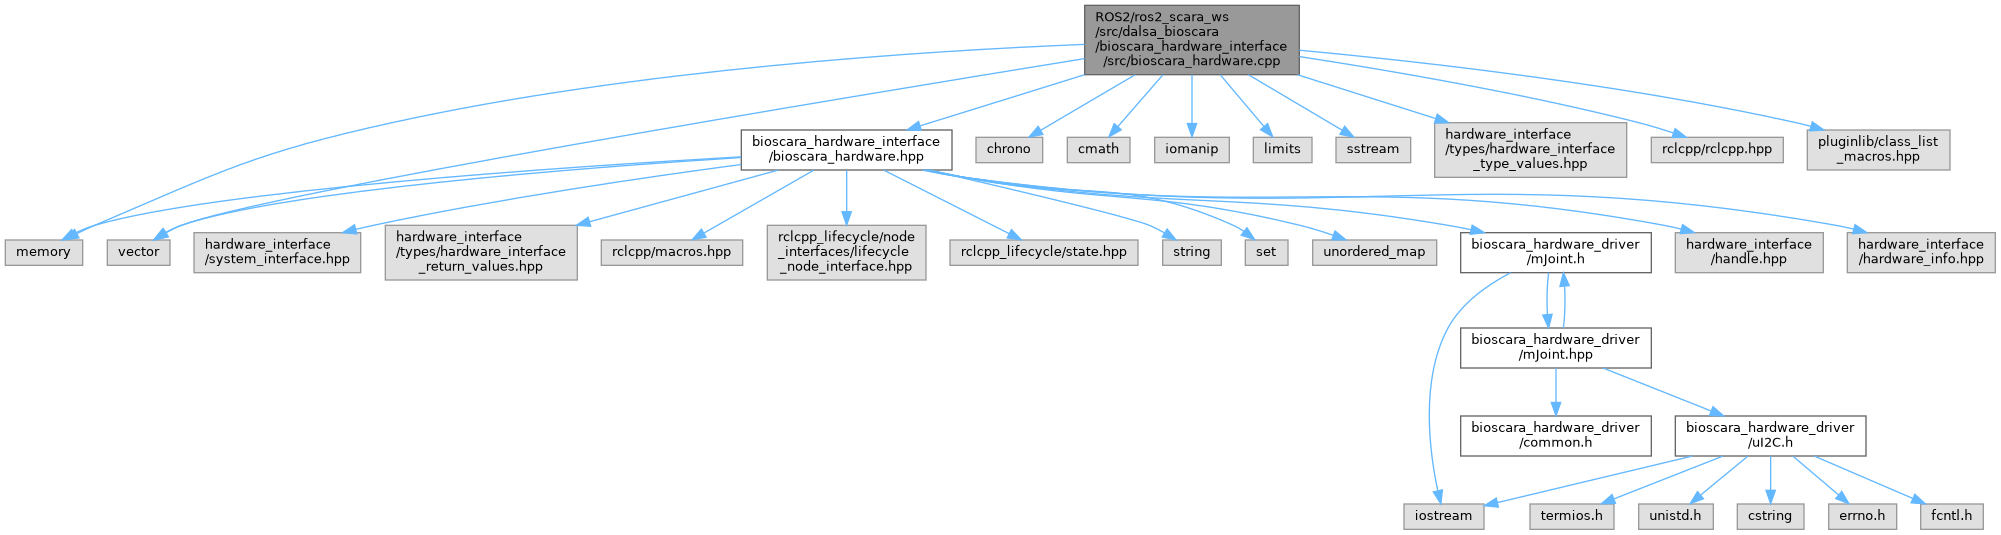 ROS2/ros2_scara_ws
/src/dalsa_bioscara
/bioscara_hardware_interface
/src/bioscara_hardware.cpp
bioscara_hardware_interface
/bioscara_hardware.hpp
chrono
cmath
iomanip
limits
sstream
hardware_interface
/types/hardware_interface
_type_values.hpp
rclcpp/rclcpp.hpp
pluginlib/class_list
_macros.hpp
memory
vector
hardware_interface
/system_interface.hpp
hardware_interface
/types/hardware_interface
_return_values.hpp
rclcpp/macros.hpp
rclcpp_lifecycle/node
_interfaces/lifecycle
_node_interface.hpp
rclcpp_lifecycle/state.hpp
string
set
unordered_map
bioscara_hardware_driver
/mJoint.h
hardware_interface
/handle.hpp
hardware_interface
/hardware_info.hpp
bioscara_hardware_driver
/mJoint.hpp
bioscara_hardware_driver
/common.h
bioscara_hardware_driver
/uI2C.h
iostream
termios.h
unistd.h
cstring
errno.h
fcntl.h